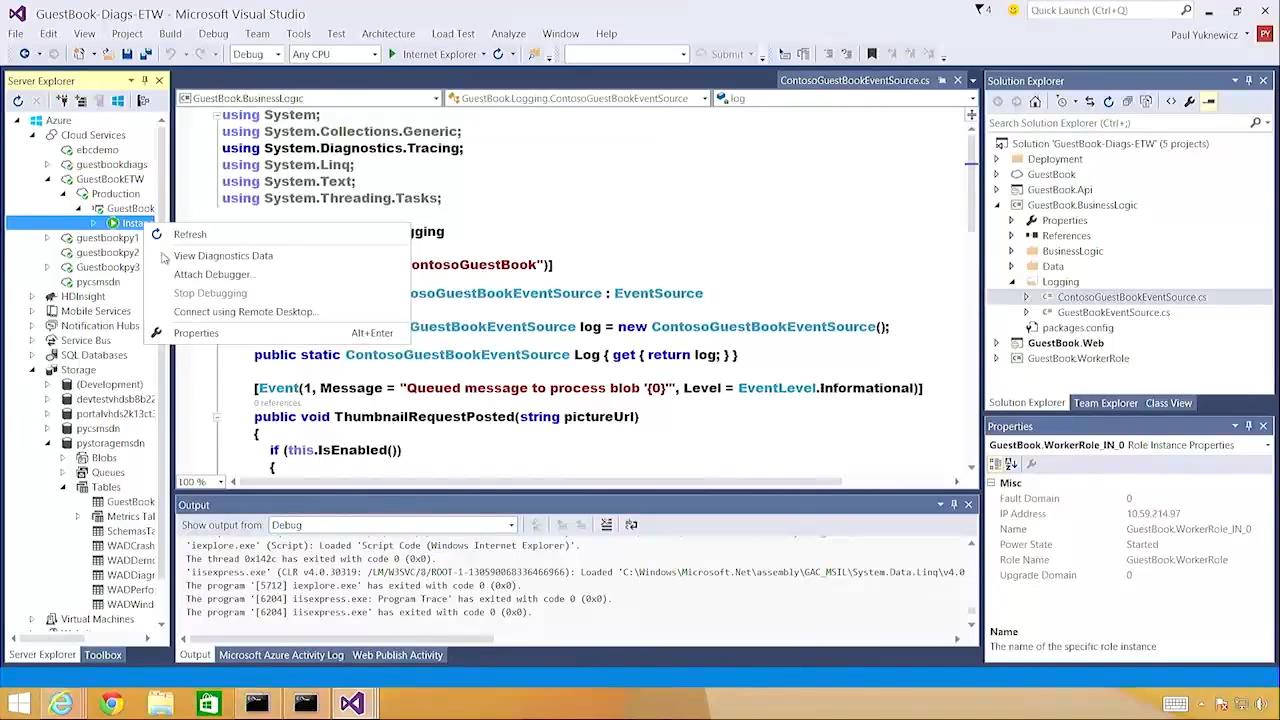 GuestBook-Diags-ETW - Microsoft Visual Studio
4
Quick Launch (Ctrl+Q)
File Edit View Project Build Debug Team Tools Test Architecture Load Test Analyze Window Help
Paul Yuknewicz PY
Debug Any CPU Internet Explorer Submit
Server Explorer
Azure
Cloud Services
ebcdemo
guestbookdiags
guestBookETW
Production
GuestBook
Insta
guestbookpy1
guestbookpy2
Guestbookpy3
pycsmsdn
HDInsight
Mobile Services
Notification Hubs
Service Bus
SQL Databases
Storage
(Development)
devtestvhdsb8b22
portalvhds2k13ct
pycsmsdn
pystoragemsdn
Blobs
Queues
Tables
GuestBook
Metrics Tal
SchemasTa
WADCrash
WADDemo
WADDiagn
WADPerfo
WADWind
Virtual Machines
Server Explorer Toolbox
Refresh
View Diagnostics Data
Attach Debugger...
Stop Debugging
Connect using Remote Desktop...
Properties Alt+Enter
ContosoGuestBookEventSource.cs
GuestBook.BusinessLogic GuestBook.Logging.ContosoGuestBookEventSource log
using System;
using System.Collections.Generic;
using System.Diagnostics.Tracing;
using System.Linq;
using System.Text;
using System.Threading.Tasks;
gging
ontosoGuestBook")]
osoGuestBookEventSource : EventSource
GuestBookEventSource log = new ContosoGuestBookEventSource();
public static ContosoGuestBookEventSource Log { get { return log; } }
[Event(1, Message = "Queued message to process blob '{0}'", Level = EventLevel.Informational)]
0 references
public void ThumbnailRequestPosted(string pictureUrl)
{
if (this.IsEnabled())
{
100 %
Output
Show output from: Debug
'iexplore.exe' (Script): Loaded 'Script Code (Windows Internet Explorer)'.
The thread 0x142c has exited with code 0 (0x0).
'iisexpress.exe' (CLR v4.0.30319: /LM/W3SVC/8/ROOT-1-130590068336466966): Loaded 'C:\Windows\Microsoft.Net\assembly\GAC_MSIL\System.Data.Linq\v4.0
The program '[5712] iexplore.exe' has exited with code 0 (0x0).
The program '[6204] iisexpress.exe: Program Trace' has exited with code 0 (0x0).
The program '[6204] iisexpress.exe' has exited with code 0 (0x0).
Output Microsoft Azure Activity Log Web Publish Activity
Solution Explorer
Search Solution Explorer (Ctrl+;)
Solution 'GuestBook-Diags-ETW' (5 projects)
Deployment
GuestBook
GuestBook.Api
GuestBook.BusinessLogic
Properties
References
BusinessLogic
Data
Logging
ContosoGuestBookEventSource.cs
GuestBookEventSource.cs
packages.config
GuestBook.Web
GuestBook.WorkerRole
Solution Explorer Team Explorer Class View
Properties
GuestBook.WorkerRole_IN_0 Role Instance Properties
Misc
Fault Domain 0
IP Address 10.59.214.97
Name GuestBook.WorkerRole_IN_0
Power State Started
Role Name GuestBook.WorkerRole
Upgrade Domain 0
Name
The name of the specific role instance